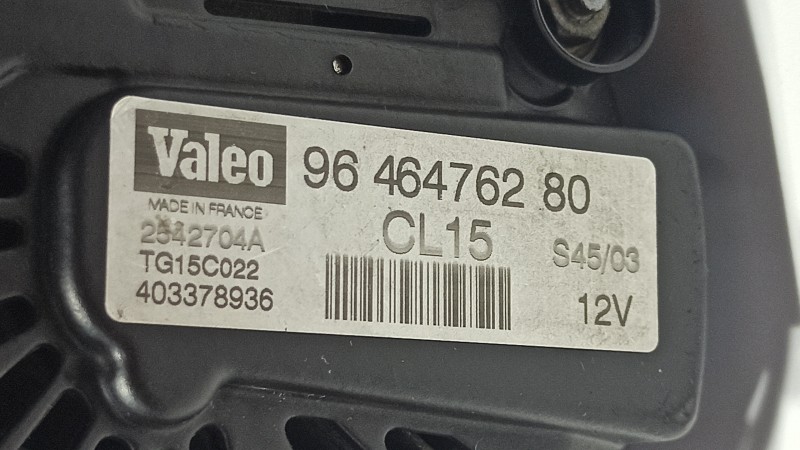 Valeo
96 464762 80
MADE IN FRANCE
2542704A
CL15
S45/03
TG15C022
403378936
12V